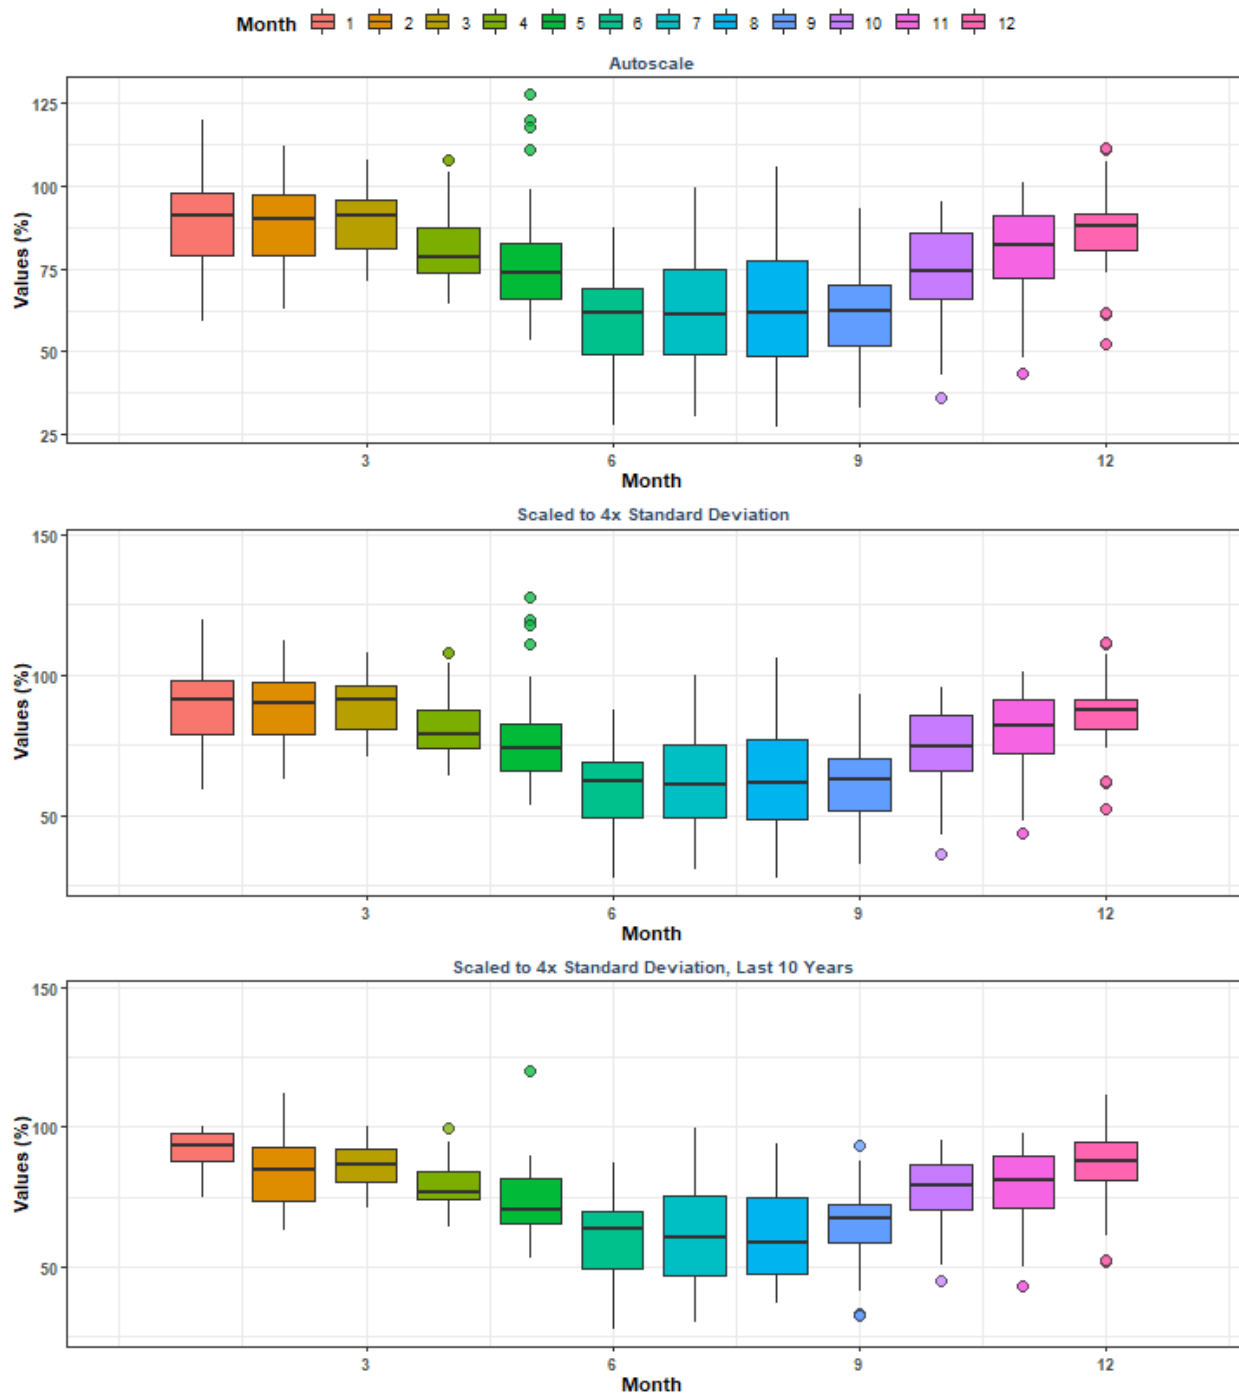 Month 1 2 3 4 5 6 7 8 9 10 11 12
Autoscale
Values (%)
125
100
75
50
25
3 6 9 12
Month
Scaled to 4x Standard Deviation
Values (%)
150
100
50
3 6 9 12
Month
Scaled to 4x Standard Deviation, Last 10 Years
Values (%)
150
100
50
3 6 9 12
Month